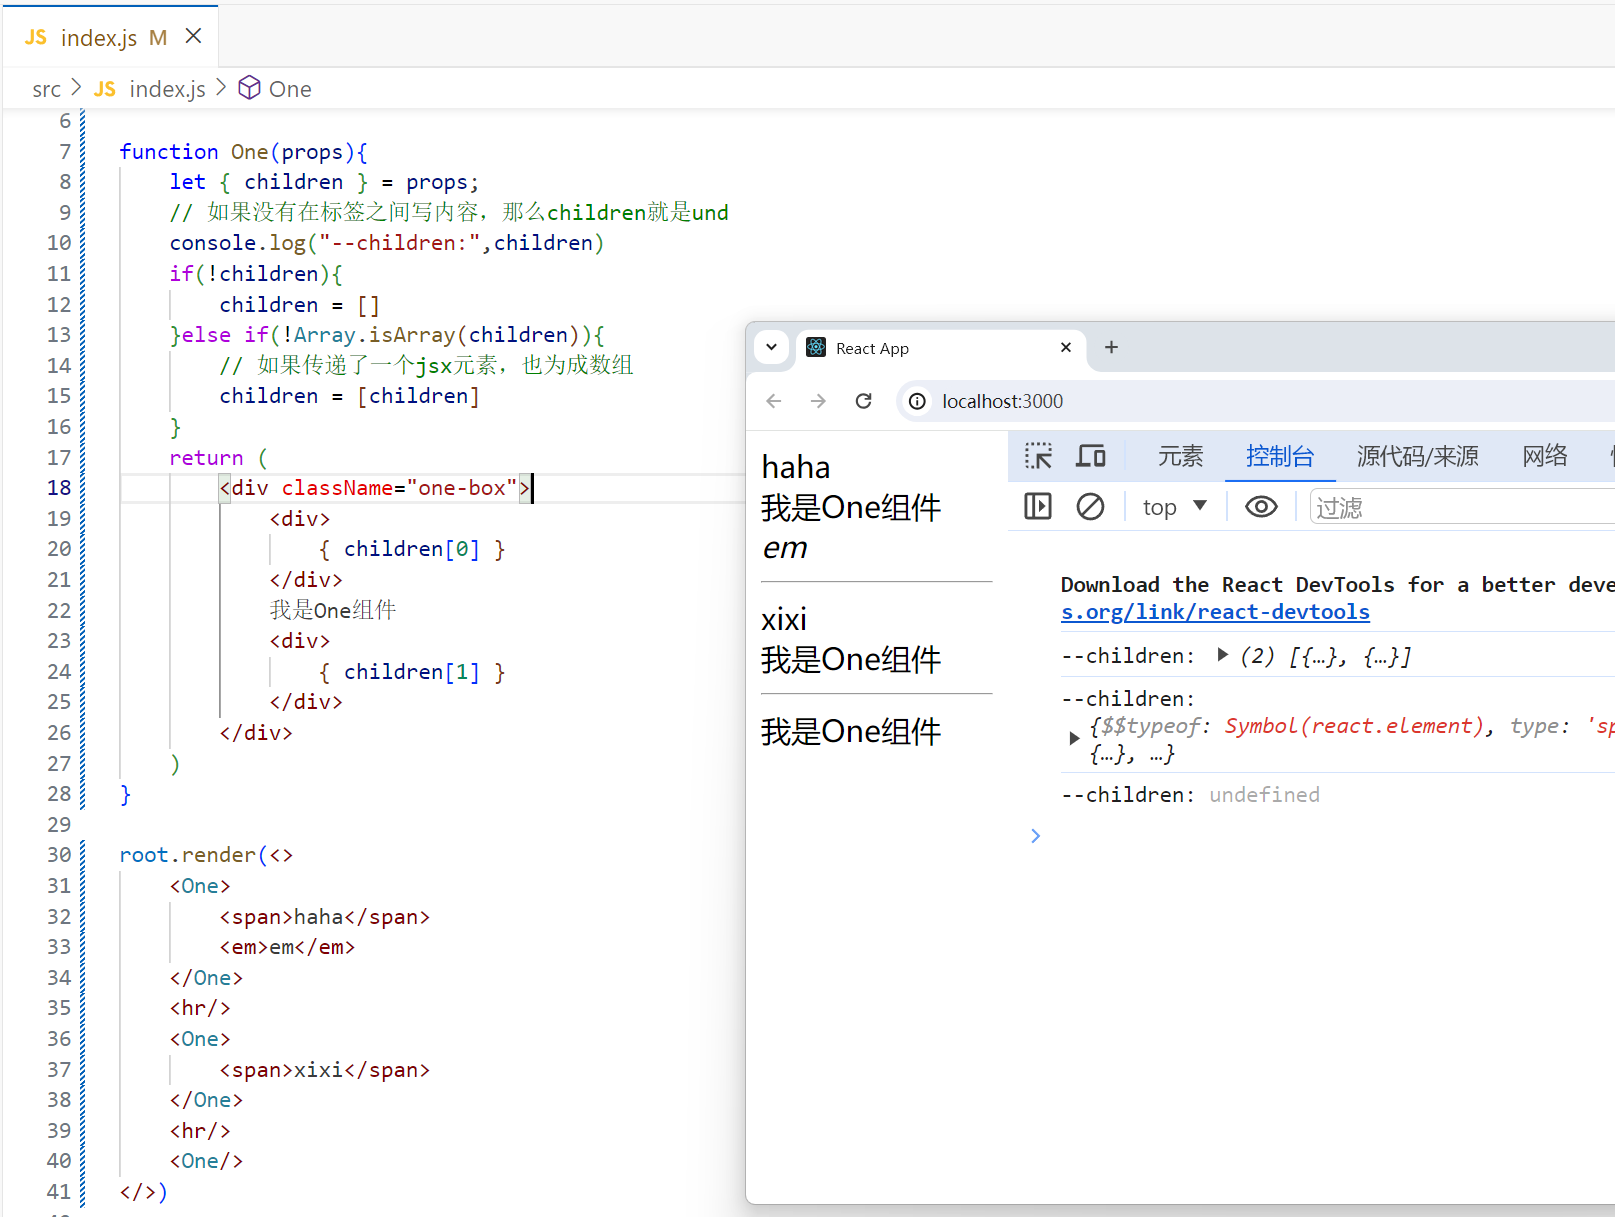 JS index.js M ×
src > JS index.js > One
6
7 function One(props){
8 let { children } = props;
9 // 如果没有在标签之间写内容，那么children就是und
10 console.log("--children:",children)
11 if(!children){
12 children = []
13 }else if(!Array.isArray(children)){
14 // 如果传递了一个jsx元素，也为成数组
15 children = [children]
16 }
17 return (
18 <div className="one-box">
19 <div>
20 { children[0] }
21 </div>
22 我是One组件
23 <div>
24 { children[1] }
25 </div>
26 </div>
27 )
28 }
29
30 root.render(<>
31 <One>
32 <span>haha</span>
33 <em>em</em>
34 </One>
35 <hr/>
36 <One>
37 <span>xixi</span>
38 </One>
39 <hr/>
40 <One/>
41 </>)
React App × +
localhost:3000
haha
我是One组件
em
xixi
我是One组件
我是One组件
元素 控制台 源代码/来源 网络
top 过滤
Download the React DevTools for a better deve
s.org/link/react-devtools
--children: (2) [{…}, {…}]
--children:
{$$typeof: Symbol(react.element), type: 'sp
{…}, …}
--children: undefined
>